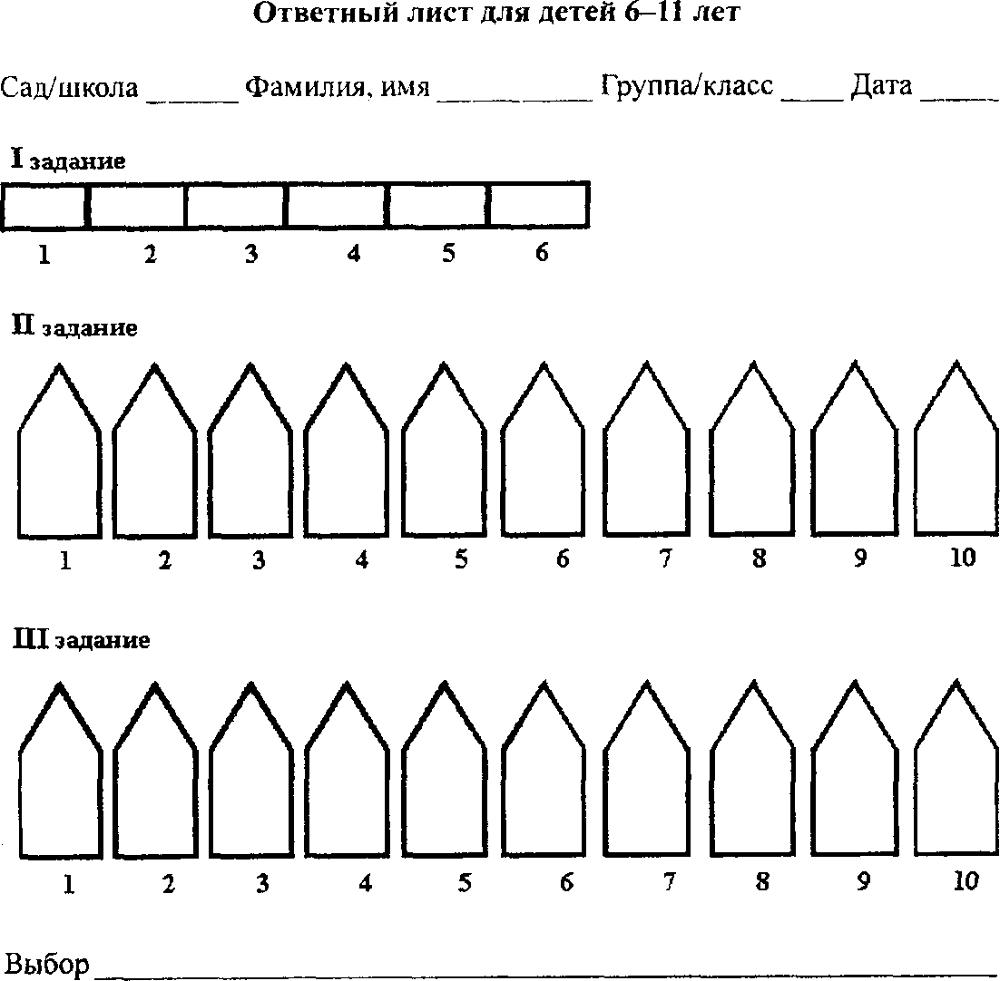 Ответный лист для детей 6–11 лет
Сад/школа ______ Фамилия, имя __________ Группа/класс ____ Дата _____
I задание
1 2 3 4 5 6
II задание
1 2 3 4 5 6 7 8 9 10
III задание
1 2 3 4 5 6 7 8 9 10
Выбор ______________________________